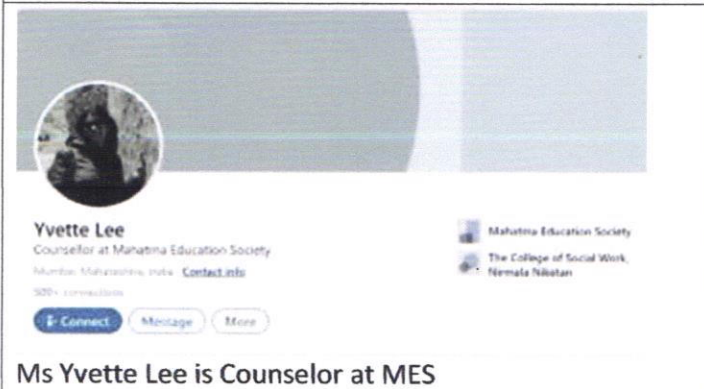 Yvette Lee
Counsellor at Mahatma Education Society
Mahatma Education Society
Mumbai, Maharashtra, India Contact info
The College of Social Work,
Nirmala Niketan
500+ connections
Connect Message More
Ms Yvette Lee is Counselor at MES